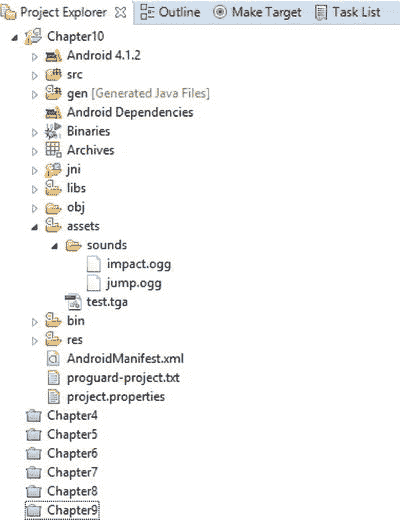 Project Explorer Outline Make Target Task List
Chapter10
Android 4.1.2
src
gen [Generated Java Files]
Android Dependencies
Binaries
Archives
jni
libs
obj
assets
sounds
impact.ogg
jump.ogg
test.tga
bin
res
AndroidManifest.xml
proguard-project.txt
project.properties
Chapter4
Chapter5
Chapter6
Chapter7
Chapter8
Chapter9